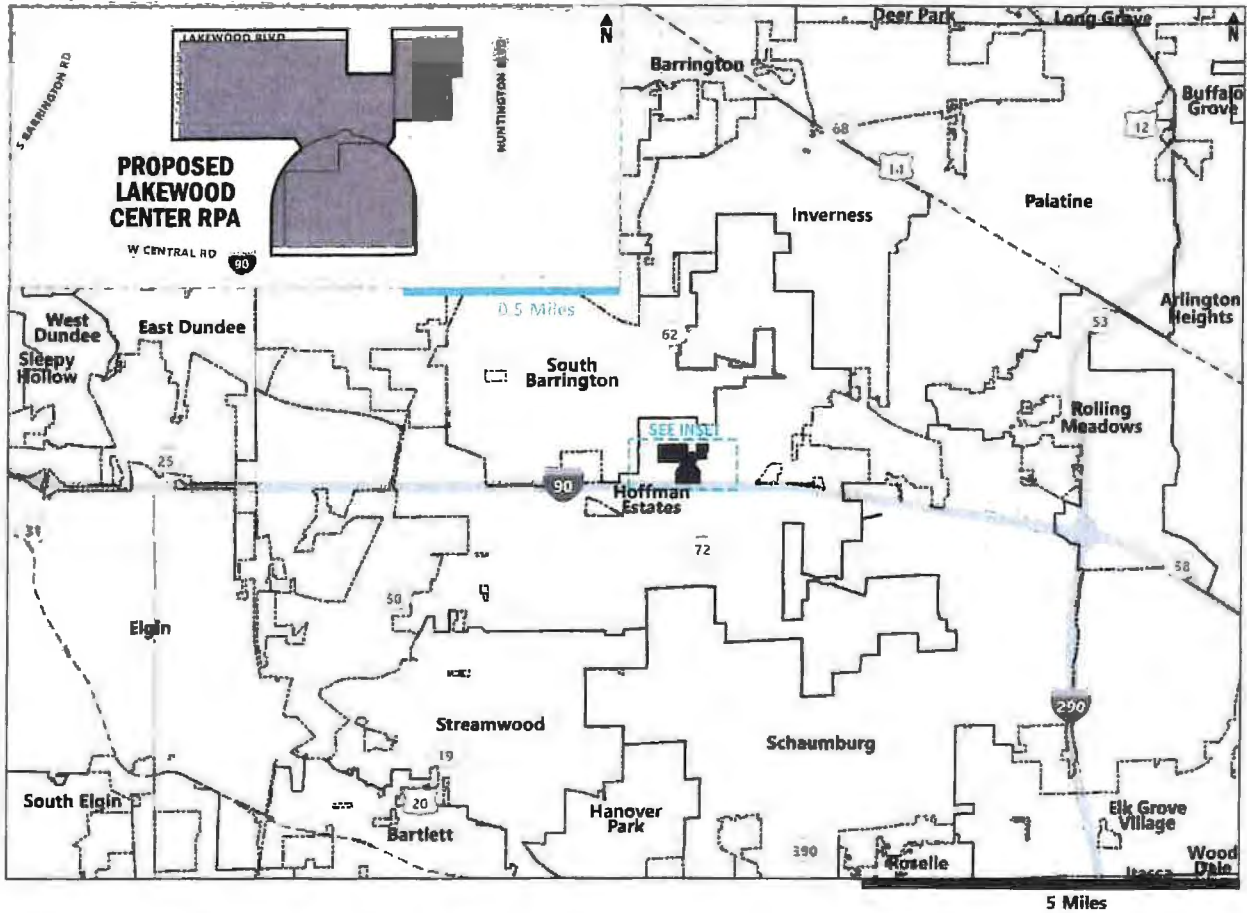 LAKEWOOD BLVD
S BARRINGTON RD
HUNTINGTON BLVD
PROPOSED
LAKEWOOD
CENTER RPA
W CENTRAL RD
90
N
0.5 Miles
Deer Park
Long Grove
N
Barrington
Buffalo
Grove
12
68
14
Inverness
Palatine
West
Dundee
East Dundee
Sleepy
Hollow
Arlington
Heights
53
62
South
Barrington
Rolling
Meadows
SEE INSET
25
90
Hoffman
Estates
72
31
58
Elgin
Streamwood
290
Schaumburg
19
South Elgin
20
Bartlett
Hanover
Park
Elk Grove
Village
390
Roselle
Wood
Dale
Itasca
5 Miles